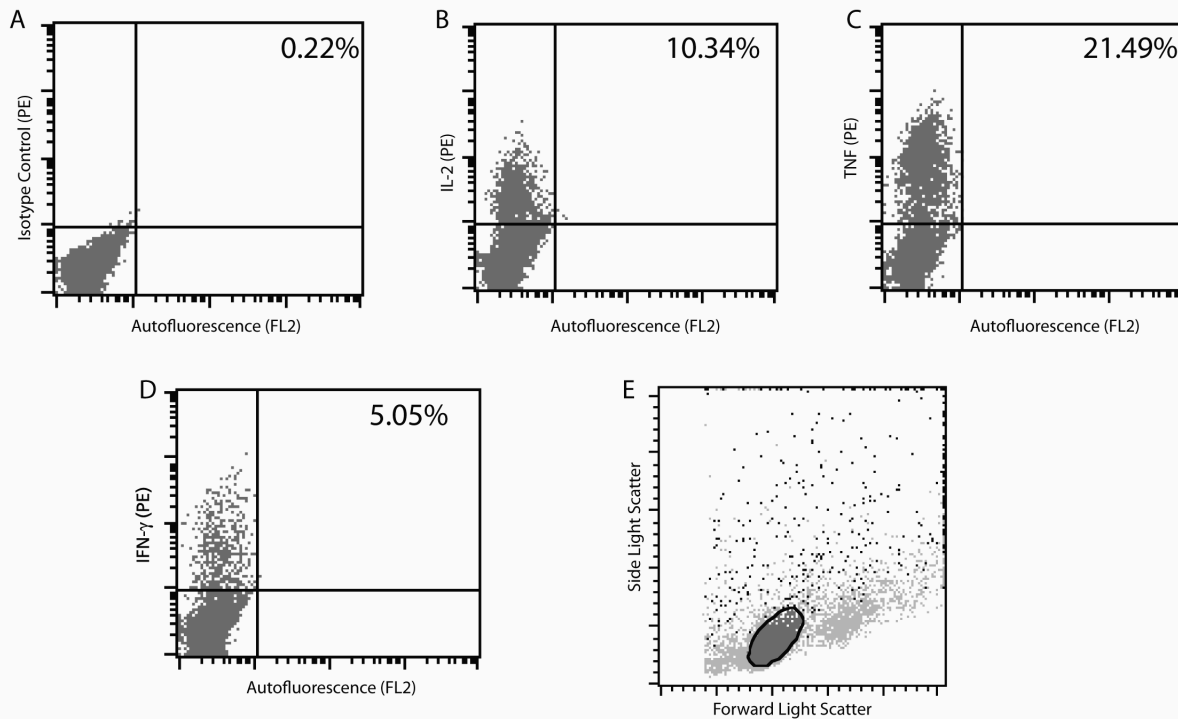 A
0.22%
Isotype Control (PE)
Autofluorescence (FL2)
B
10.34%
IL-2 (PE)
Autofluorescence (FL2)
C
21.49%
TNF (PE)
Autofluorescence (FL2)
D
5.05%
IFN-γ (PE)
Autofluorescence (FL2)
E
Side Light Scatter
Forward Light Scatter